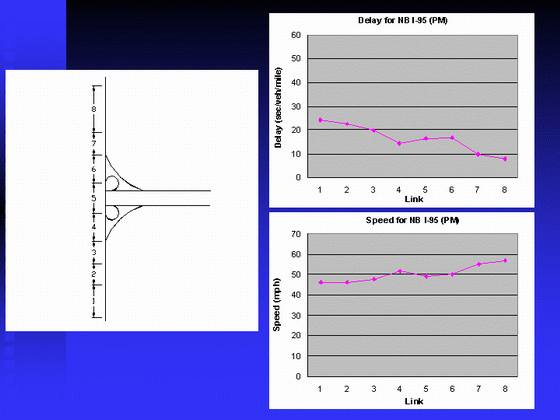 8
7
6
5
4
3
2
1
Delay for NB I-95 (PM)
Delay (sec/veh/mile)
60
50
40
30
20
10
0
1 2 3 4 5 6 7 8
Link
Speed for NB I-95 (PM)
Speed (mph)
70
60
50
40
30
20
10
0
1 2 3 4 5 6 7 8
Link